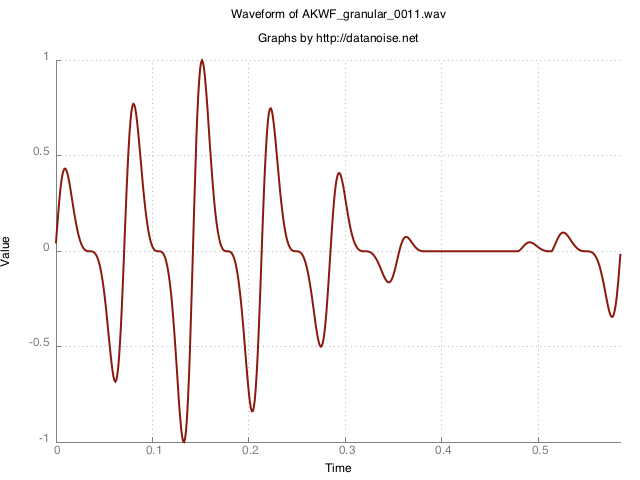 Waveform of AKWF_granular_0011.wav
Graphs by http://datanoise.net
1
0.5
0
-0.5
-1
Value
0 0.1 0.2 0.3 0.4 0.5
Time